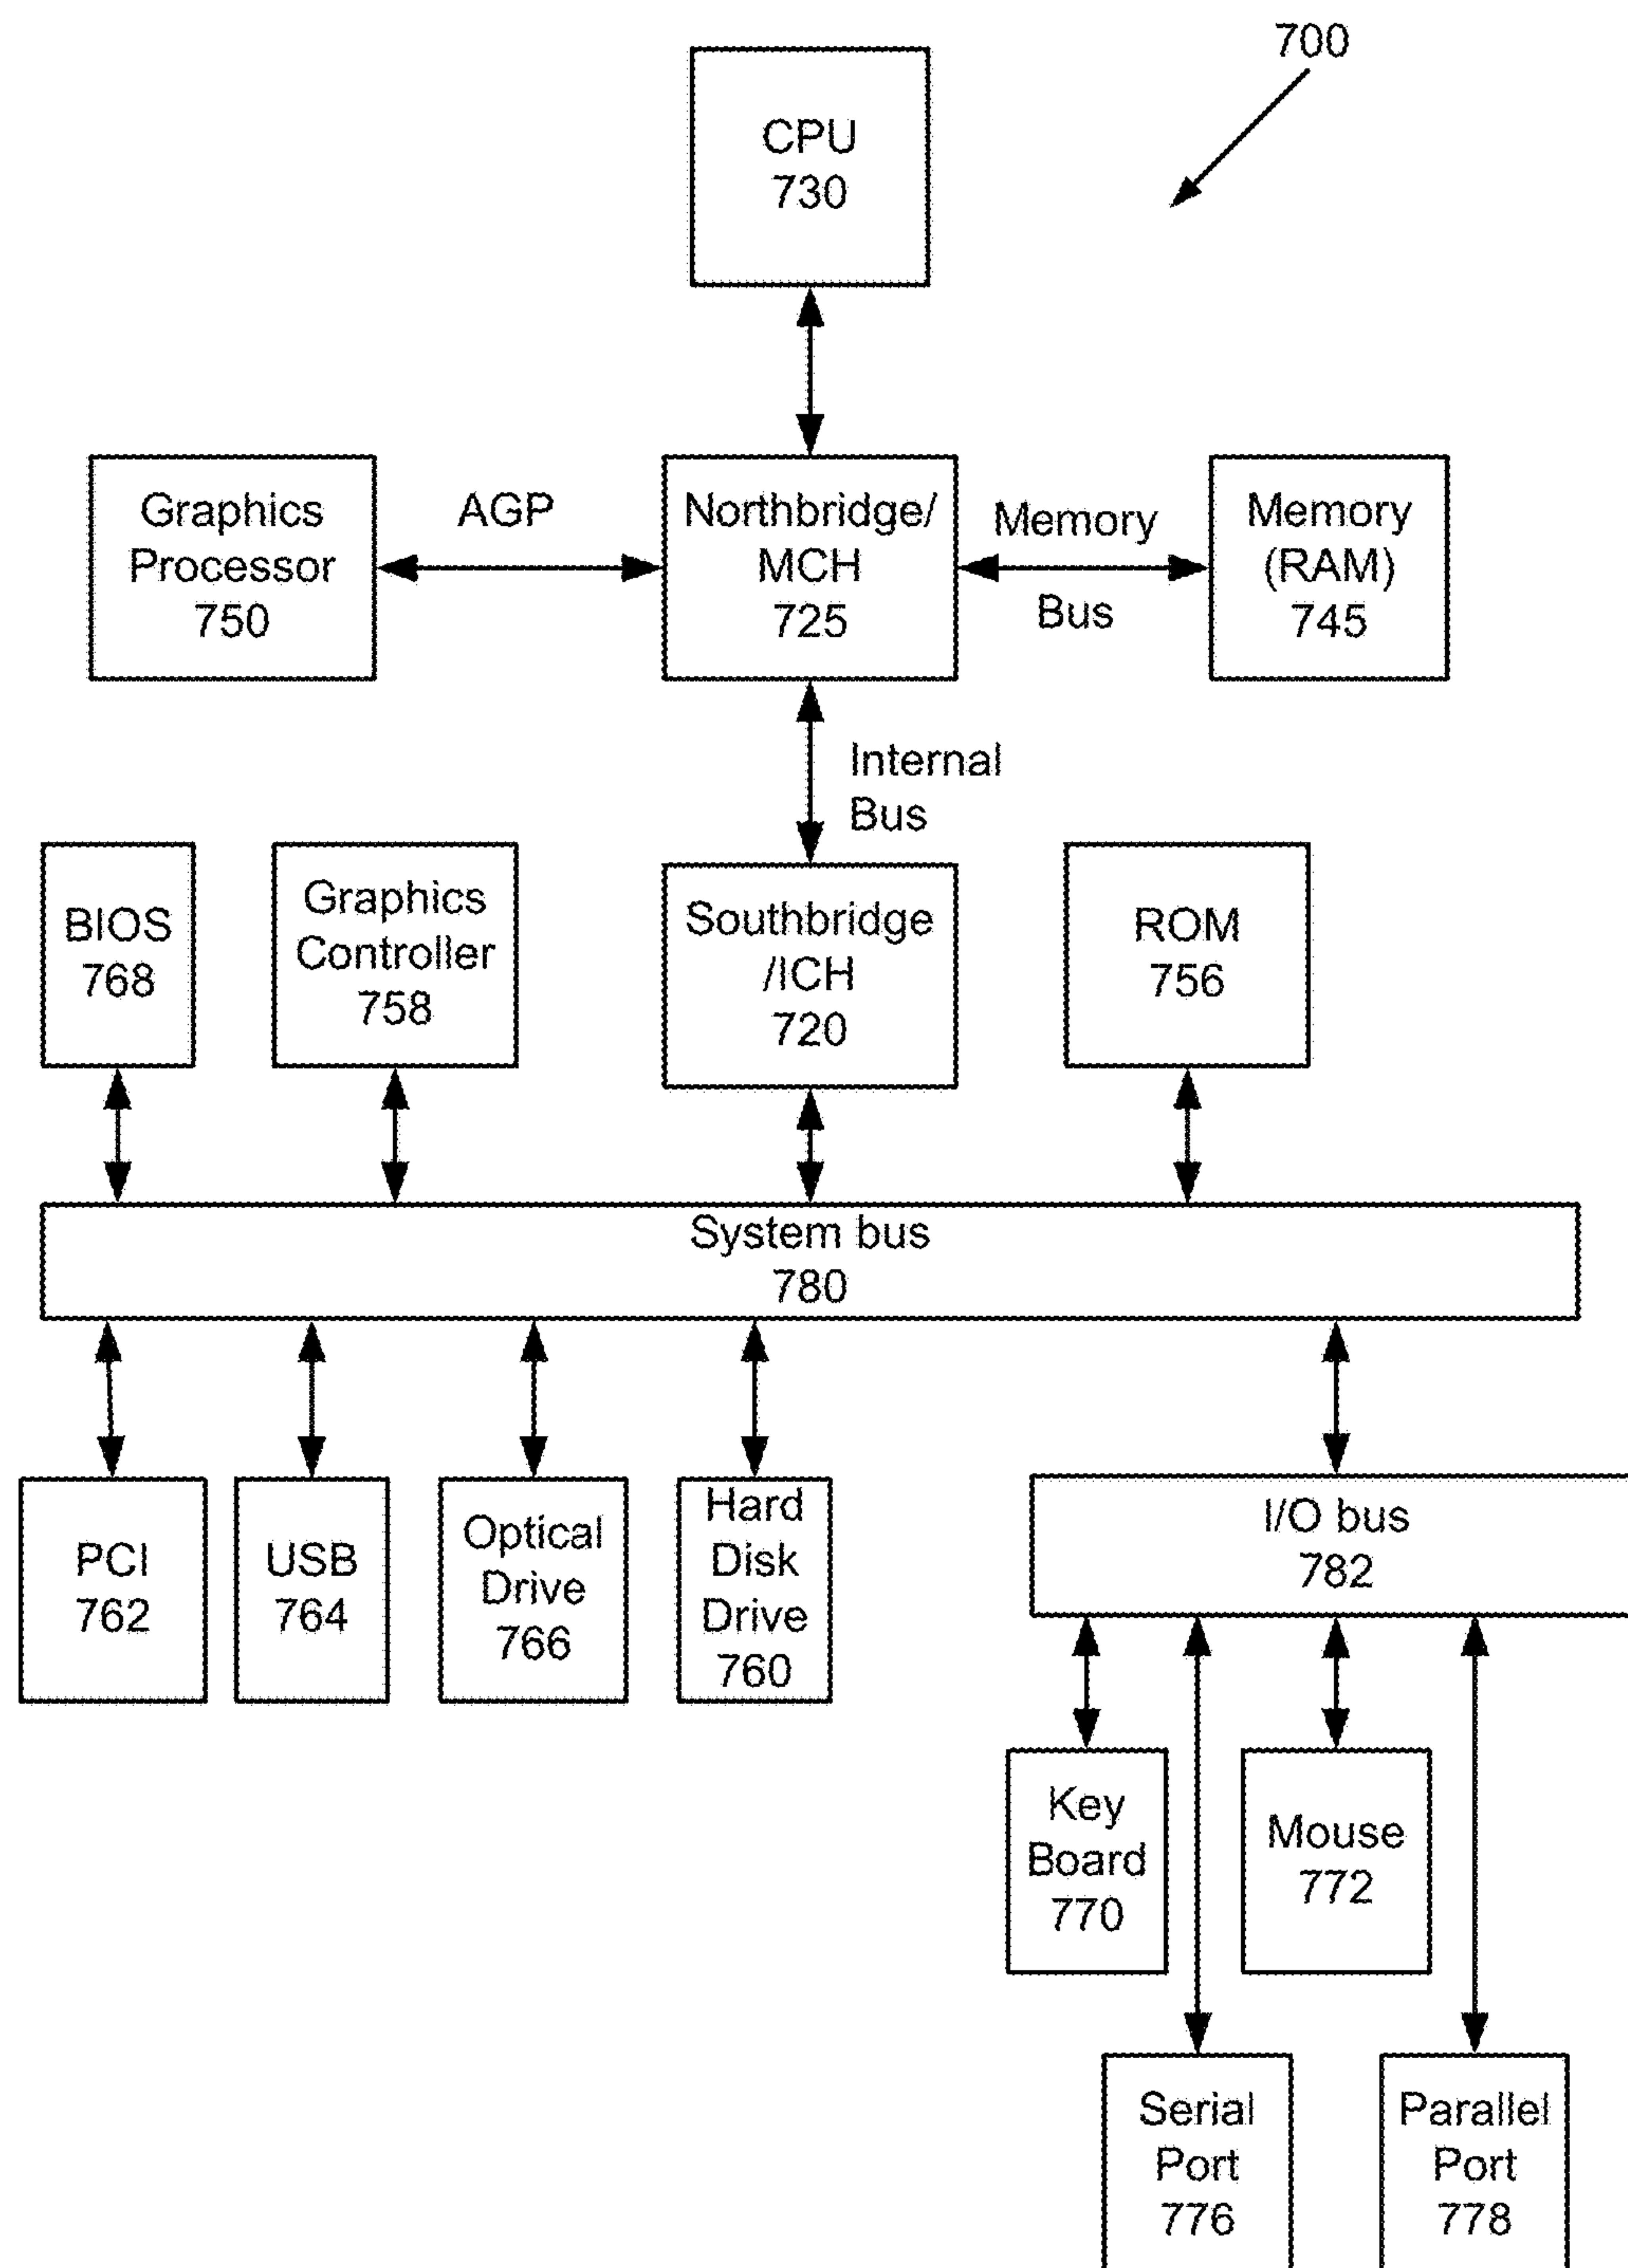 700
CPU
730
Graphics
Processor
750
AGP
Northbridge/
MCH
725
Memory
Bus
Memory
(RAM)
745
Internal
Bus
BIOS
768
Graphics
Controller
758
Southbridge
/ICH
720
ROM
756
System bus
780
PCI
762
USB
764
Optical
Drive
766
Hard
Disk
Drive
760
I/O bus
782
Key
Board
770
Mouse
772
Serial
Port
776
Parallel
Port
778